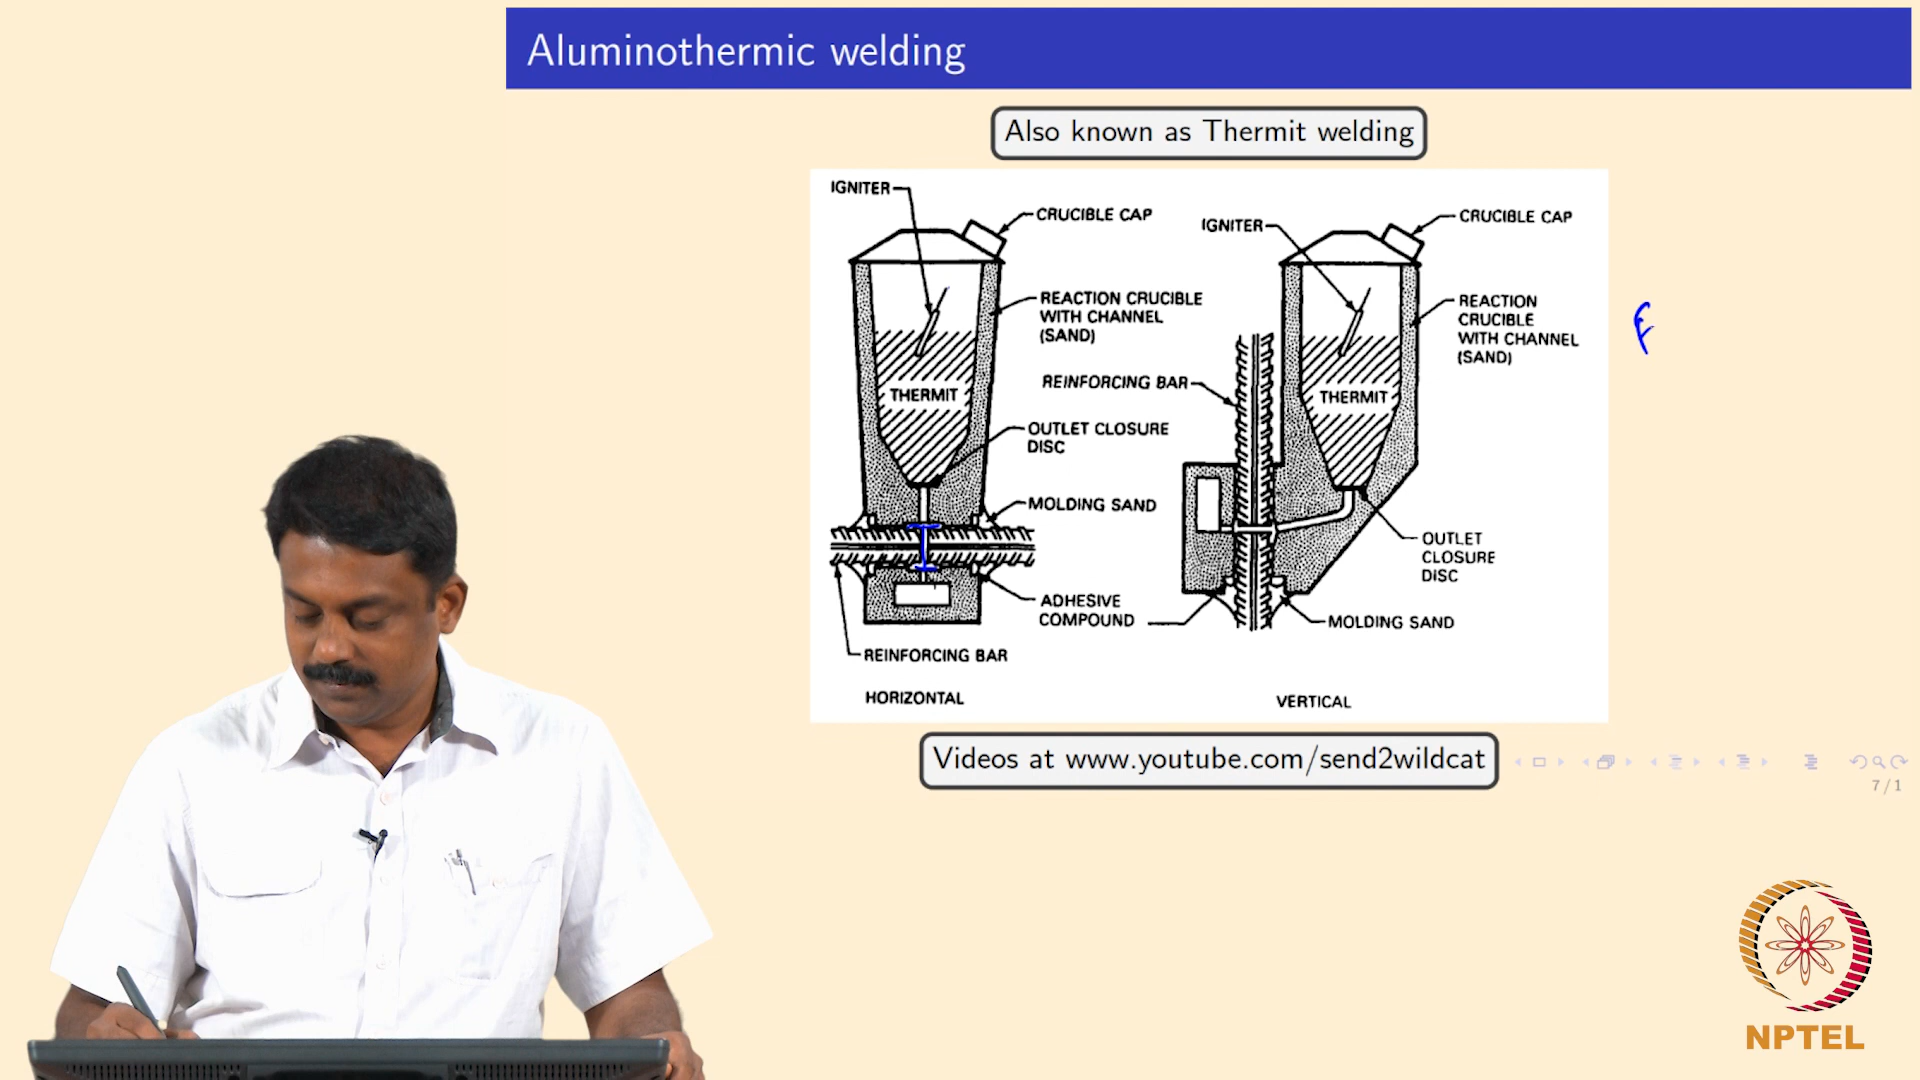 Aluminothermic welding
Also known as Thermit welding
IGNITER
CRUCIBLE CAP
REACTION CRUCIBLE
WITH CHANNEL
(SAND)
THERMIT
REINFORCING BAR
OUTLET CLOSURE
DISC
MOLDING SAND
ADHESIVE
COMPOUND
REINFORCING BAR
HORIZONTAL
IGNITER
CRUCIBLE CAP
REACTION
CRUCIBLE
WITH CHANNEL
(SAND)
THERMIT
OUTLET
CLOSURE
DISC
MOLDING SAND
VERTICAL
Videos at www.youtube.com/send2wildcat
7 / 1
NPTEL